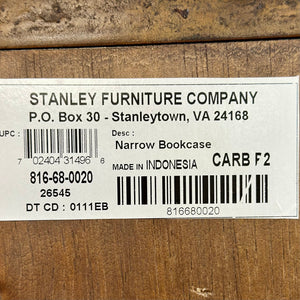 STANLEY FURNITURE COMPANY
P.O. Box 30 - Stanleytown, VA 24168
UPC : Desc :
Narrow Bookcase
7 02404 31496 6
MADE IN INDONESIA CARB P2
816-68-0020
26545
DT CD : 0111EB
816680020